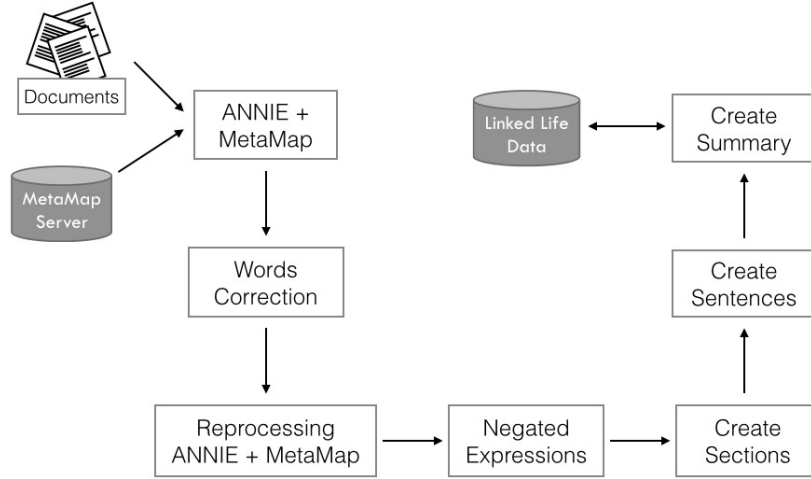 Documents
MetaMap
Server
ANNIE +
MetaMap
Words
Correction
Reprocessing
ANNIE + MetaMap
Negated
Expressions
Create
Sections
Create
Sentences
Create
Summary
Linked Life
Data